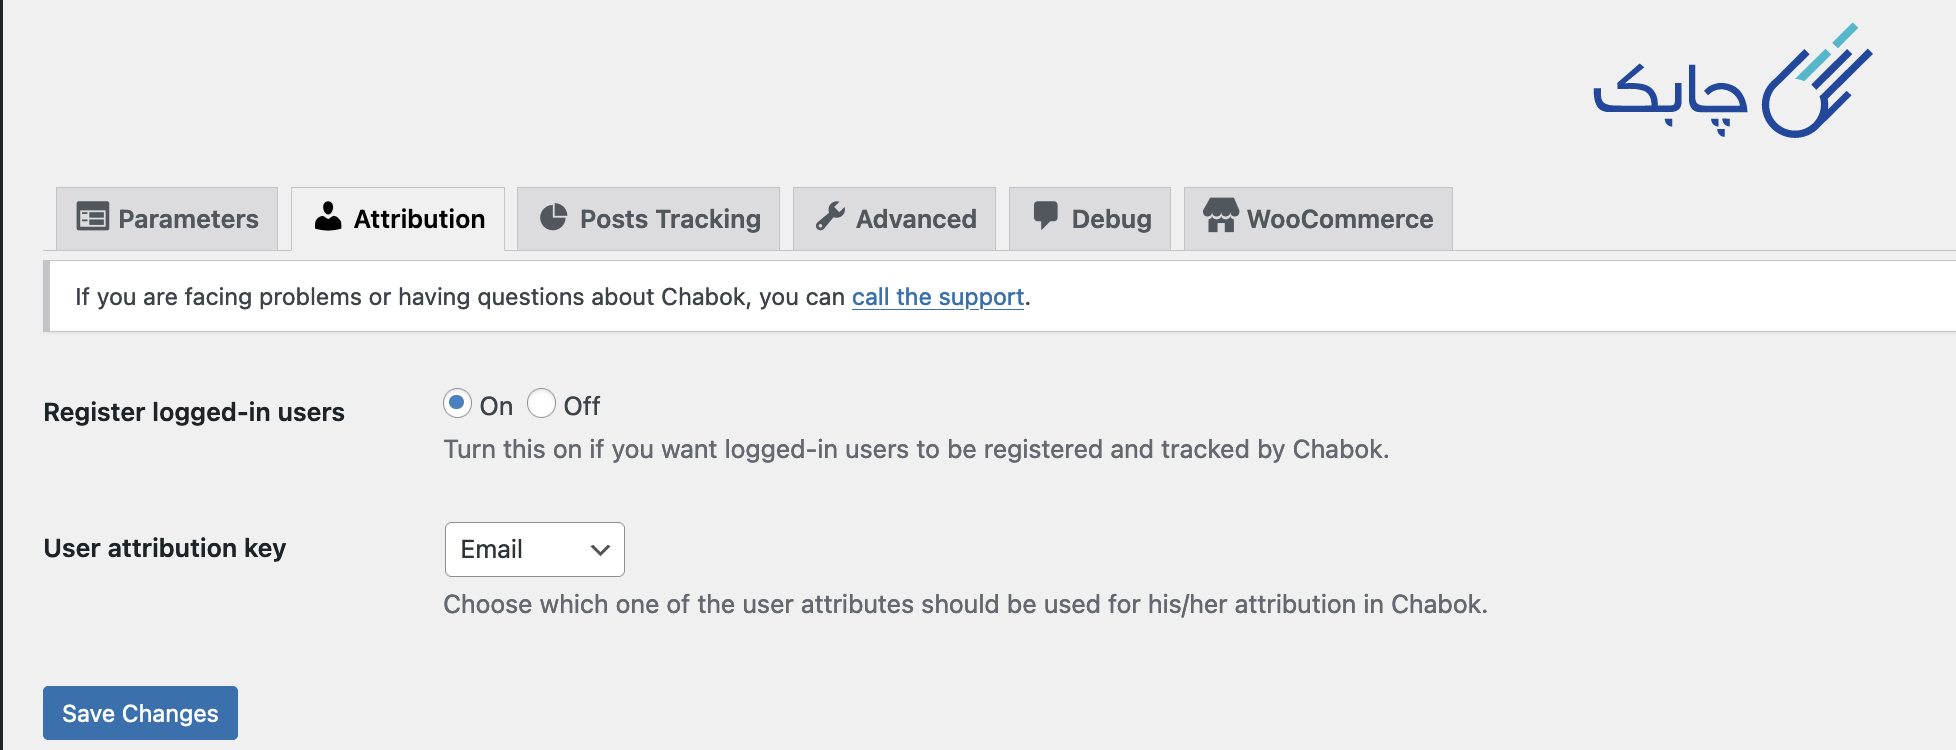 چابک
Parameters Attribution Posts Tracking Advanced Debug WooCommerce
If you are facing problems or having questions about Chabok, you can call the support.
Register logged-in users
On Off
Turn this on if you want logged-in users to be registered and tracked by Chabok.
User attribution key
Email
Choose which one of the user attributes should be used for his/her attribution in Chabok.
Save Changes